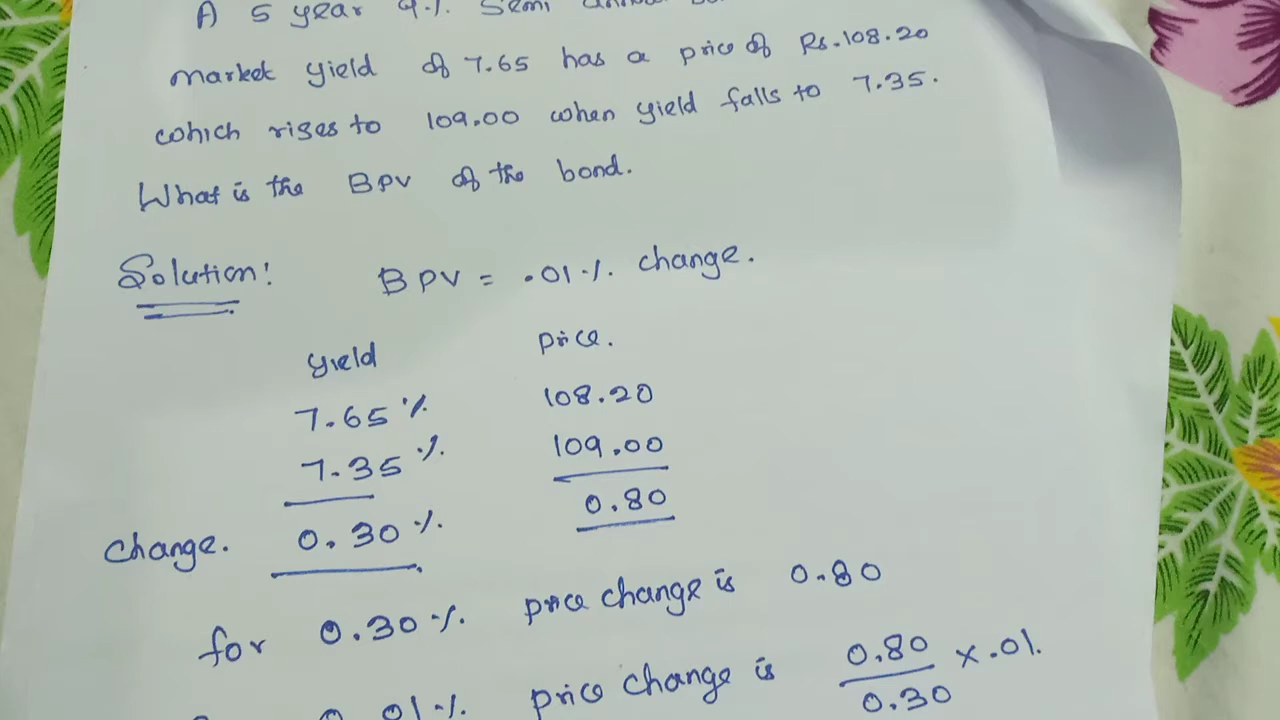 A 5 year 9.% Semi
market yield of 7.65 has a price of Rs.108.20
which rises to 109.00 when yield falls to 7.35.
What is the BPV of the bond.
Solution! BPV = .01% change.
yield price.
7.65% 108.20
7.35% 109.00
change. 0.30% 0.80
for 0.30% price change is 0.80
0.01% price change is 0.80/0.30 x .01.